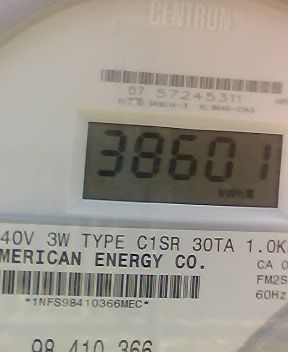 CENTRON
07 57245311
38601
kWh
40V 3W TYPE C1SR 30TA 1.0K
MERICAN ENERGY CO.
CA 0
FM2S
*1NFS98410366MEC*
60Hz
98 410 366